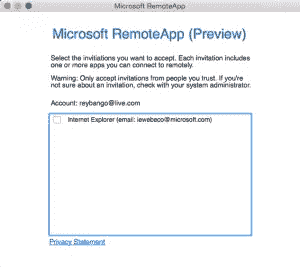 Microsoft RemoteApp
Microsoft RemoteApp (Preview)
Select the invitiations you want to accept. Each invitation includes
one or more apps you can connect to remotely.
Warning: Only accept invitations from people you trust. If you're
not sure about an invitation, check with your system administrator.
Account: reybango@live.com
Internet Explorer (email: iewebeco@microsoft.com)
Privacy Statement